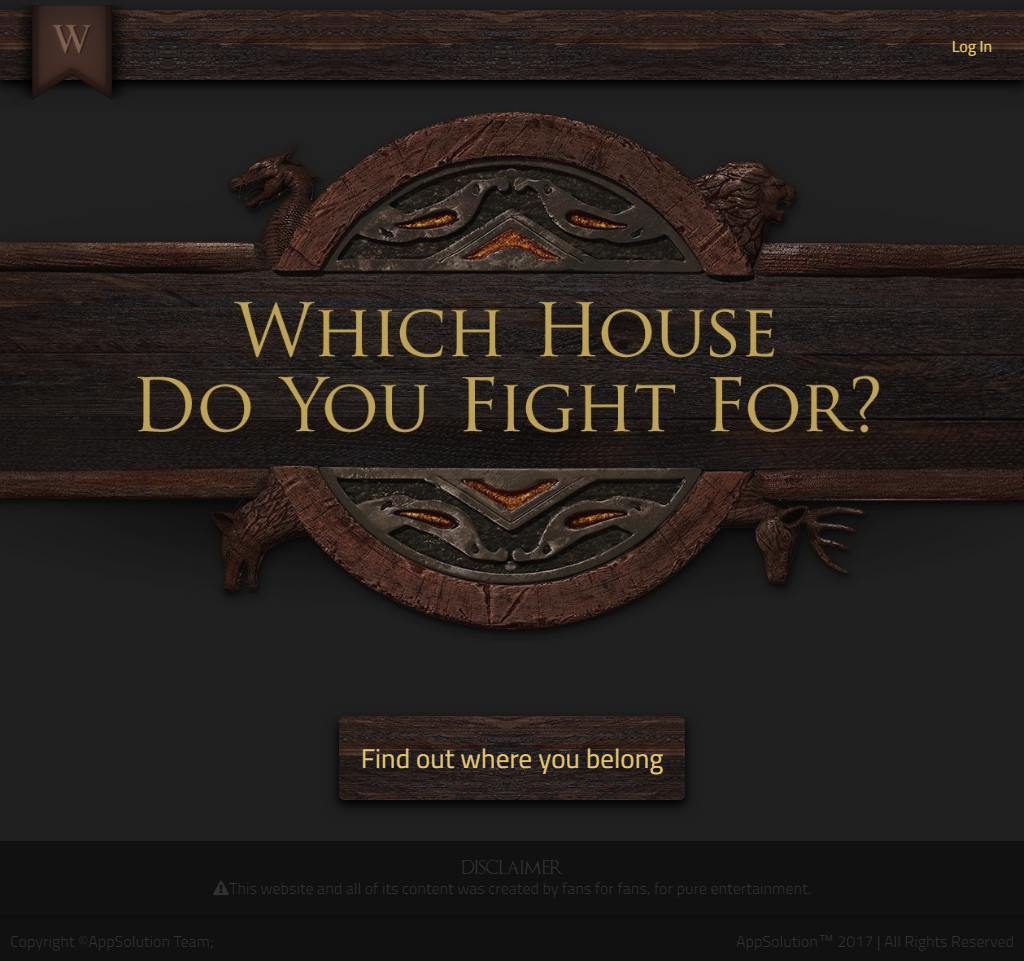 W
Log In
Which House
Do You Fight For?
Find out where you belong
DISCLAIMER
This website and all of its content was created by fans for fans, for pure entertainment.
Copyright ©AppSolution Team;
AppSolution™ 2017 | All Rights Reserved